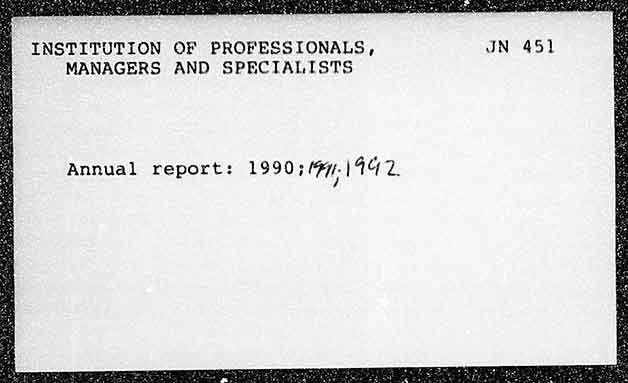 INSTITUTION OF PROFESSIONALS, JN 451
MANAGERS AND SPECIALISTS
Annual report: 1990; 1991; 1992